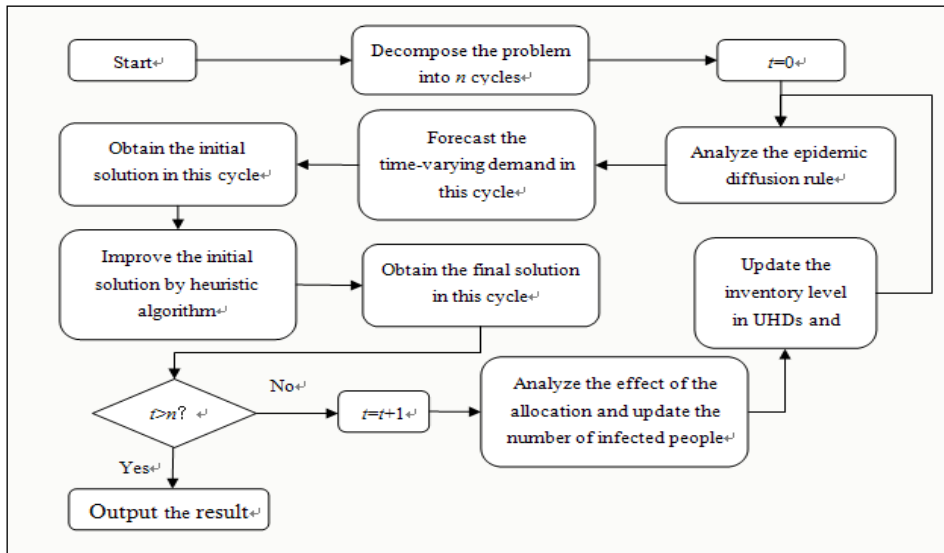 Start
Decompose the problem
into n cycles
t=0
Analyze the epidemic
diffusion rule
Forecast the
time-varying demand in
this cycle
Obtain the initial
solution in this cycle
Improve the initial
solution by heuristic
algorithm
Obtain the final solution
in this cycle
t>n?
No
t=t+1
Analyze the effect of the
allocation and update the
number of infected people
Update the
inventory level
in UHDs and
Yes
Output the result